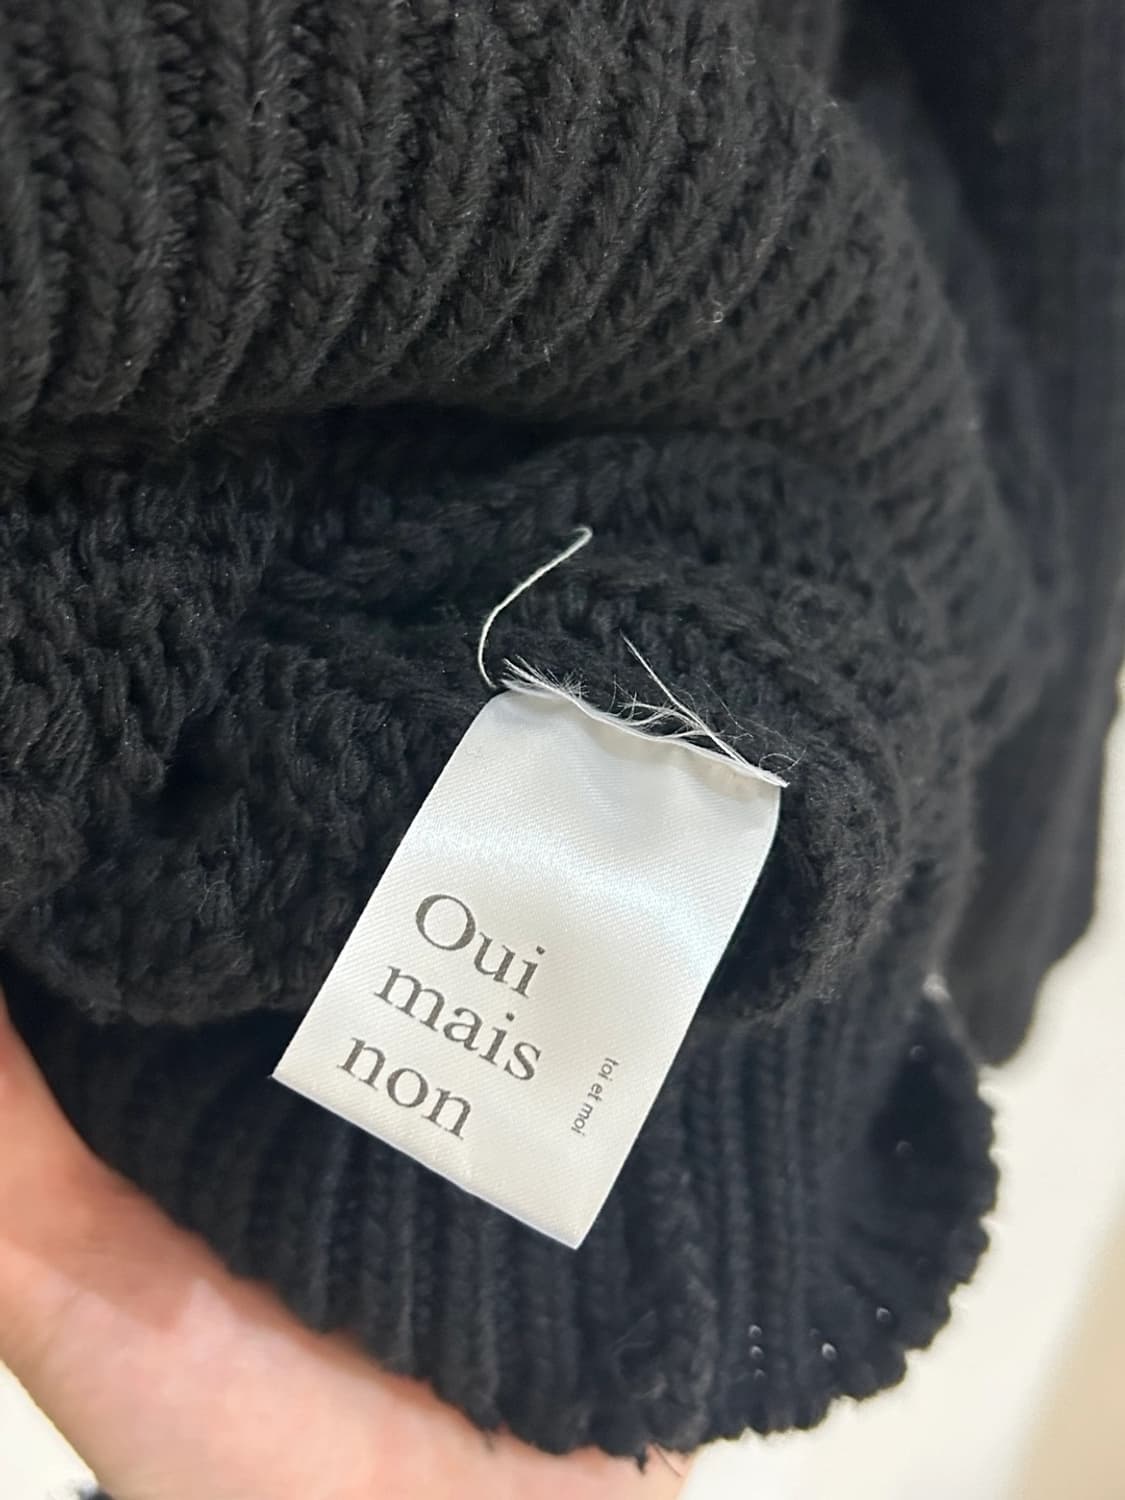 Oui
mais
non
toi et moi